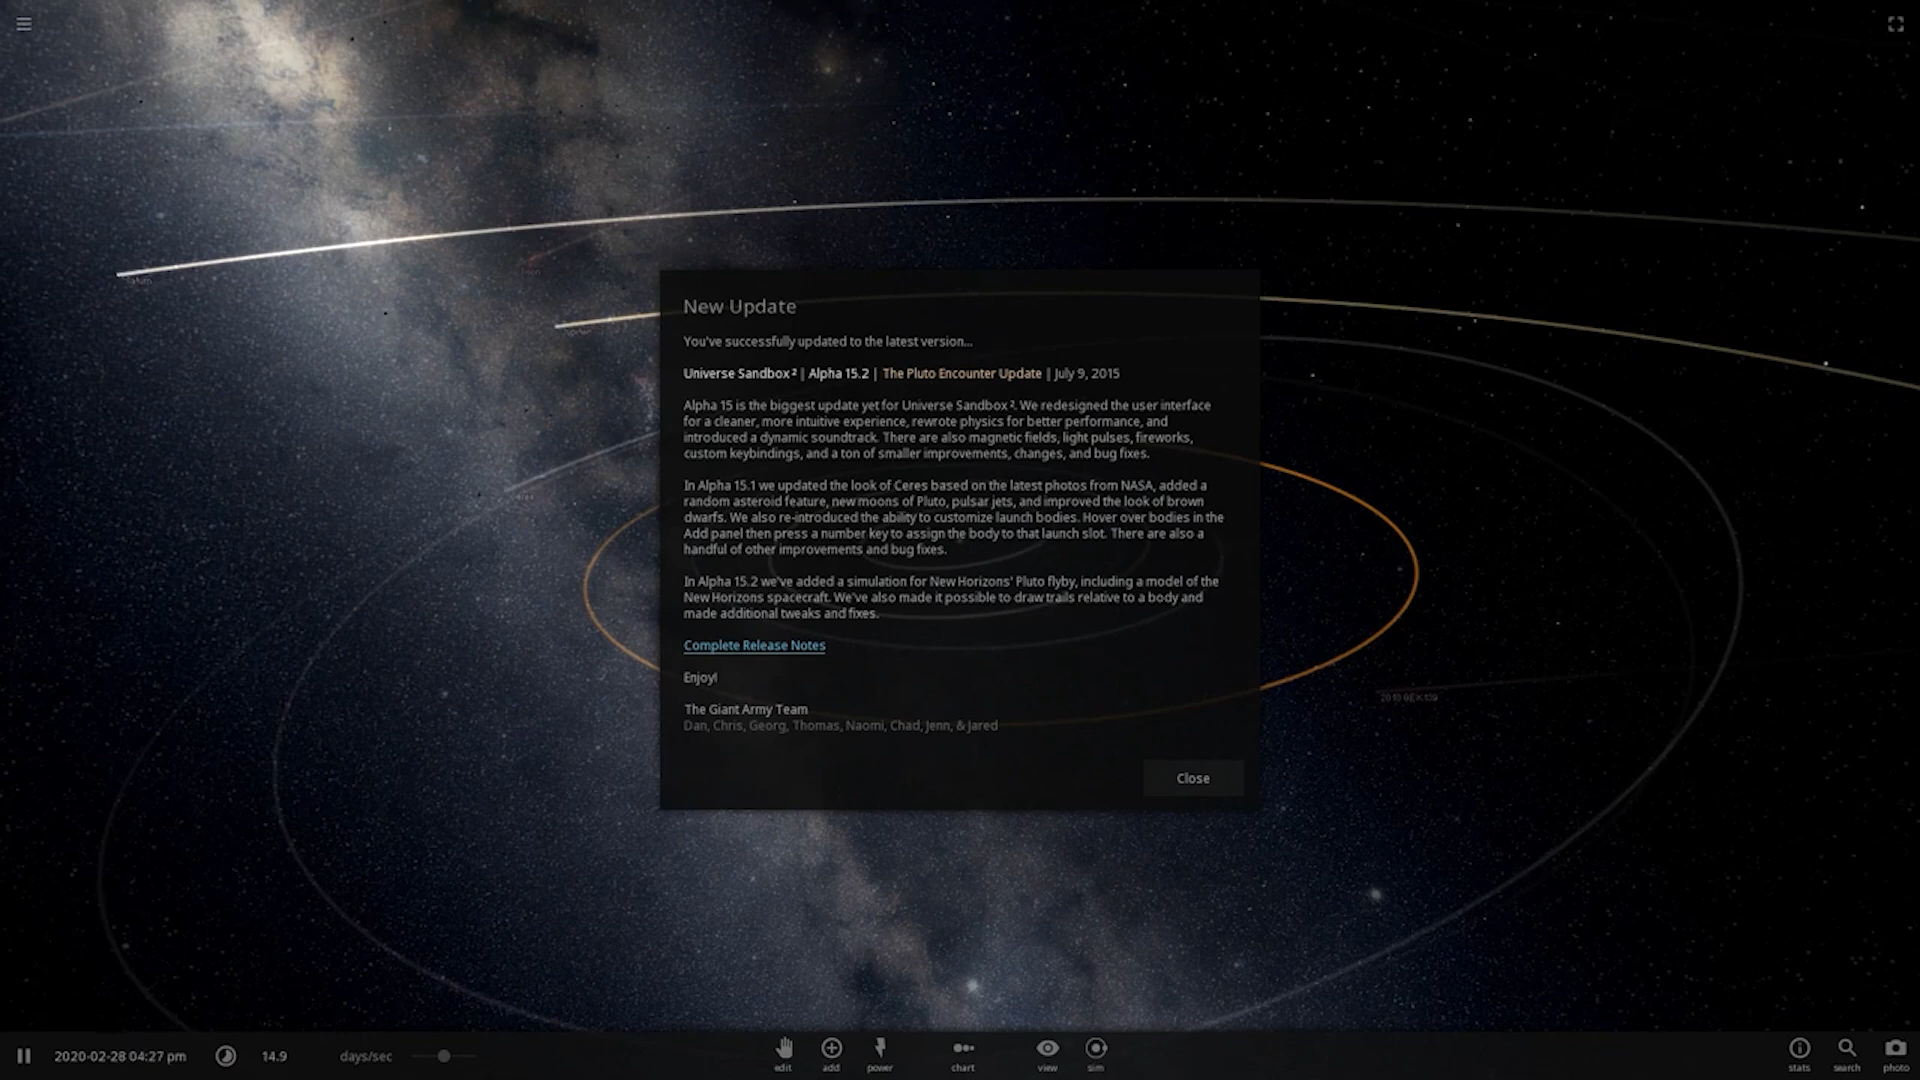 Saturn
New Update
You've successfully updated to the latest version...
Universe Sandbox ² | Alpha 15.2 | The Pluto Encounter Update | July 9, 2015
Alpha 15 is the biggest update yet for Universe Sandbox ². We redesigned the user interface
for a cleaner, more intuitive experience, rewrote physics for better performance, and
introduced a dynamic soundtrack. There are also magnetic fields, light pulses, fireworks,
custom keybindings, and a ton of smaller improvements, changes, and bug fixes.
In Alpha 15.1 we updated the look of Ceres based on the latest photos from NASA, added a
random asteroid feature, new moons of Pluto, pulsar jets, and improved the look of brown
dwarfs. We also re-introduced the ability to customize launch bodies. Hover over bodies in the
Add panel then press a number key to assign the body to that launch slot. There are also a
handful of other improvements and bug fixes.
In Alpha 15.2 we've added a simulation for New Horizons' Pluto flyby, including a model of the
New Horizons spacecraft. We've also made it possible to draw trails relative to a body and
made additional tweaks and fixes.
Complete Release Notes
Enjoy!
The Giant Army Team
Dan, Chris, Georg, Thomas, Naomi, Chad, Jenn, & Jared
Close
2020-02-28 04:27 pm
14.9
days/sec
edit
add
power
chart
view
sim
stats
search
photo